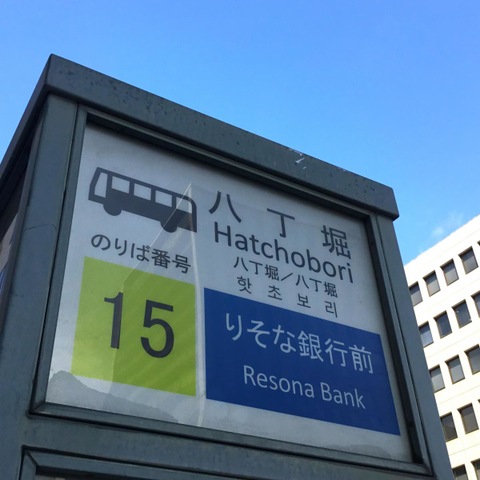 八丁堀
Hatchobori
八丁堀／八丁堀
핫초보리
のりば番号
15
りそな銀行前
Resona Bank